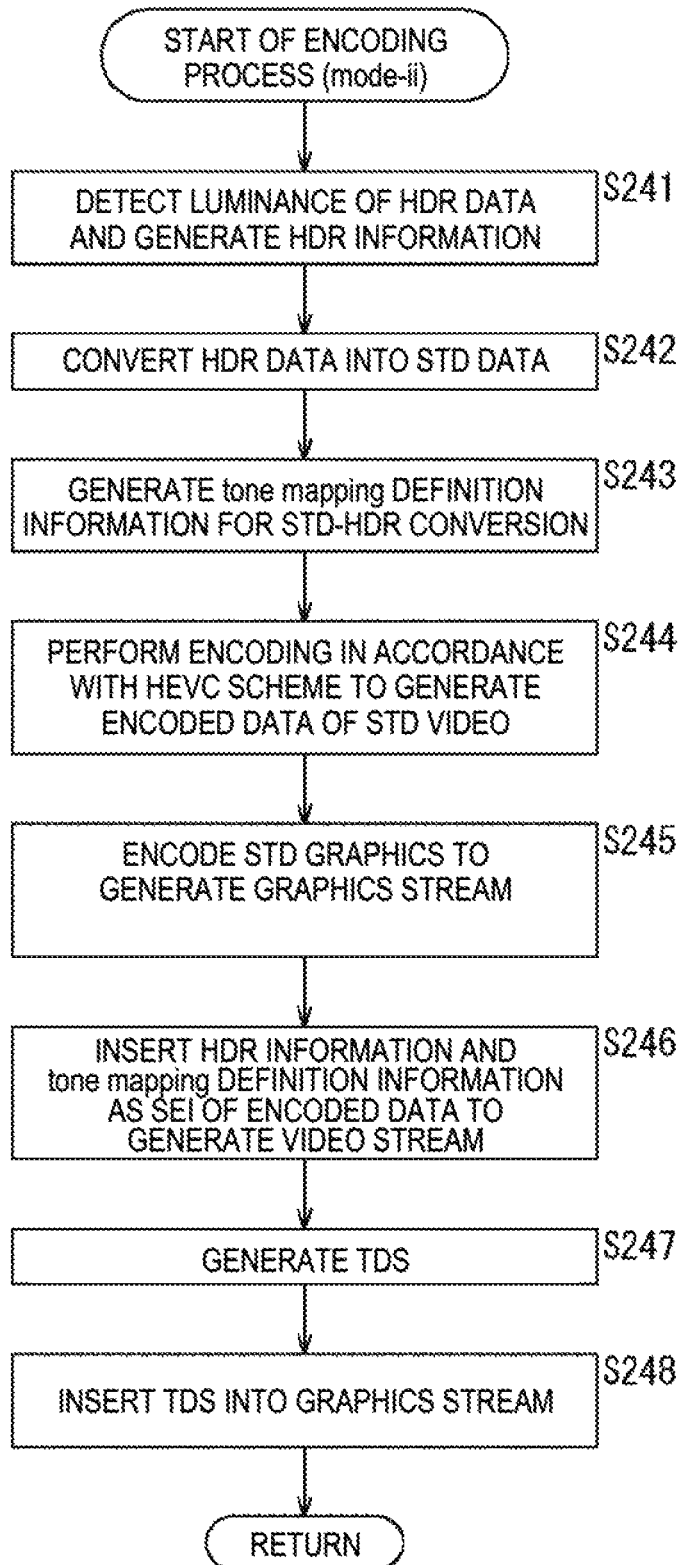 START OF ENCODING
PROCESS (mode-ii)
S241
DETECT LUMINANCE OF HDR DATA
AND GENERATE HDR INFORMATION
S242
CONVERT HDR DATA INTO STD DATA
S243
GENERATE tone mapping DEFINITION
INFORMATION FOR STD-HDR CONVERSION
S244
PERFORM ENCODING IN ACCORDANCE
WITH HEVC SCHEME TO GENERATE
ENCODED DATA OF STD VIDEO
S245
ENCODE STD GRAPHICS TO
GENERATE GRAPHICS STREAM
S246
INSERT HDR INFORMATION AND
tone mapping DEFINITION INFORMATION
AS SEI OF ENCODED DATA TO
GENERATE VIDEO STREAM
S247
GENERATE TDS
S248
INSERT TDS INTO GRAPHICS STREAM
RETURN